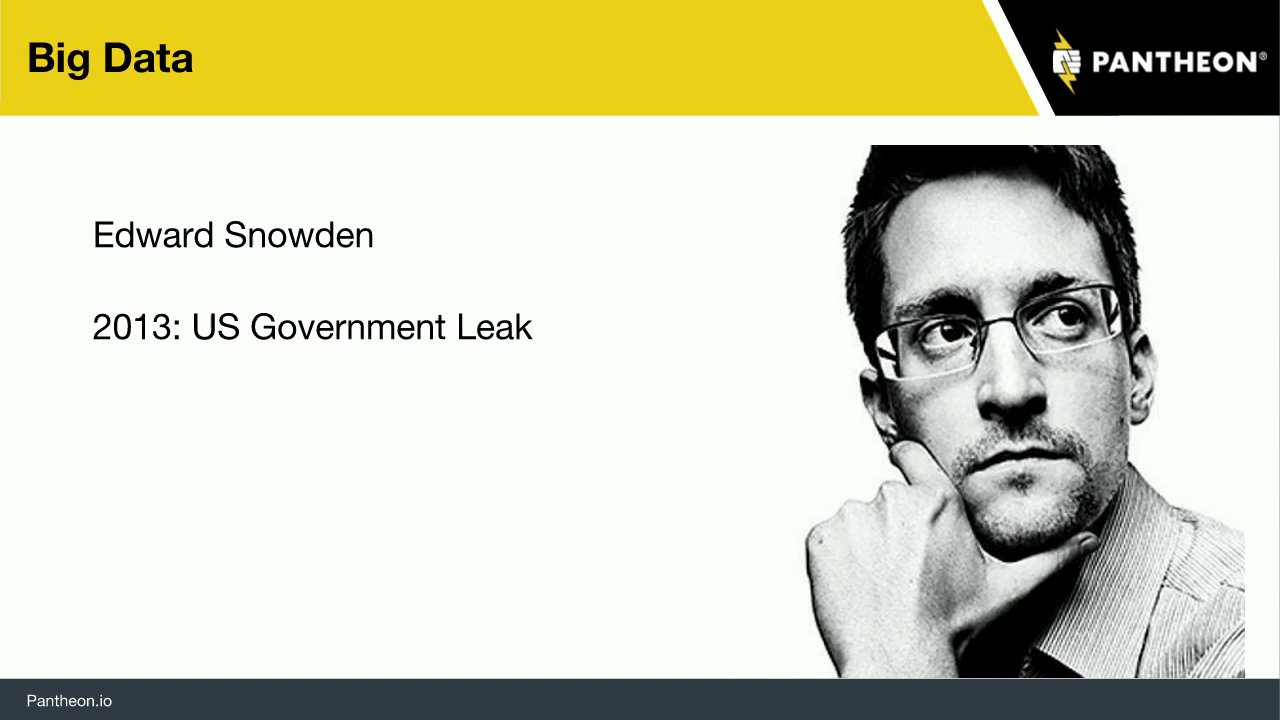 Big Data
PANTHEON®
Edward Snowden
2013: US Government Leak
Pantheon.io